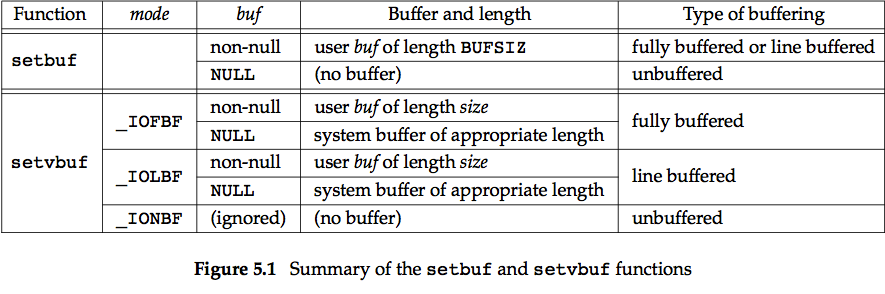 Function mode buf Buffer and length Type of buffering
setbuf non-null user buf of length BUFSIZ fully buffered or line buffered
NULL (no buffer) unbuffered
setvbuf _IOFBF non-null user buf of length size fully buffered
NULL system buffer of appropriate length
_IOLBF non-null user buf of length size line buffered
NULL system buffer of appropriate length
_IONBF (ignored) (no buffer) unbuffered
Figure 5.1 Summary of the setbuf and setvbuf functions